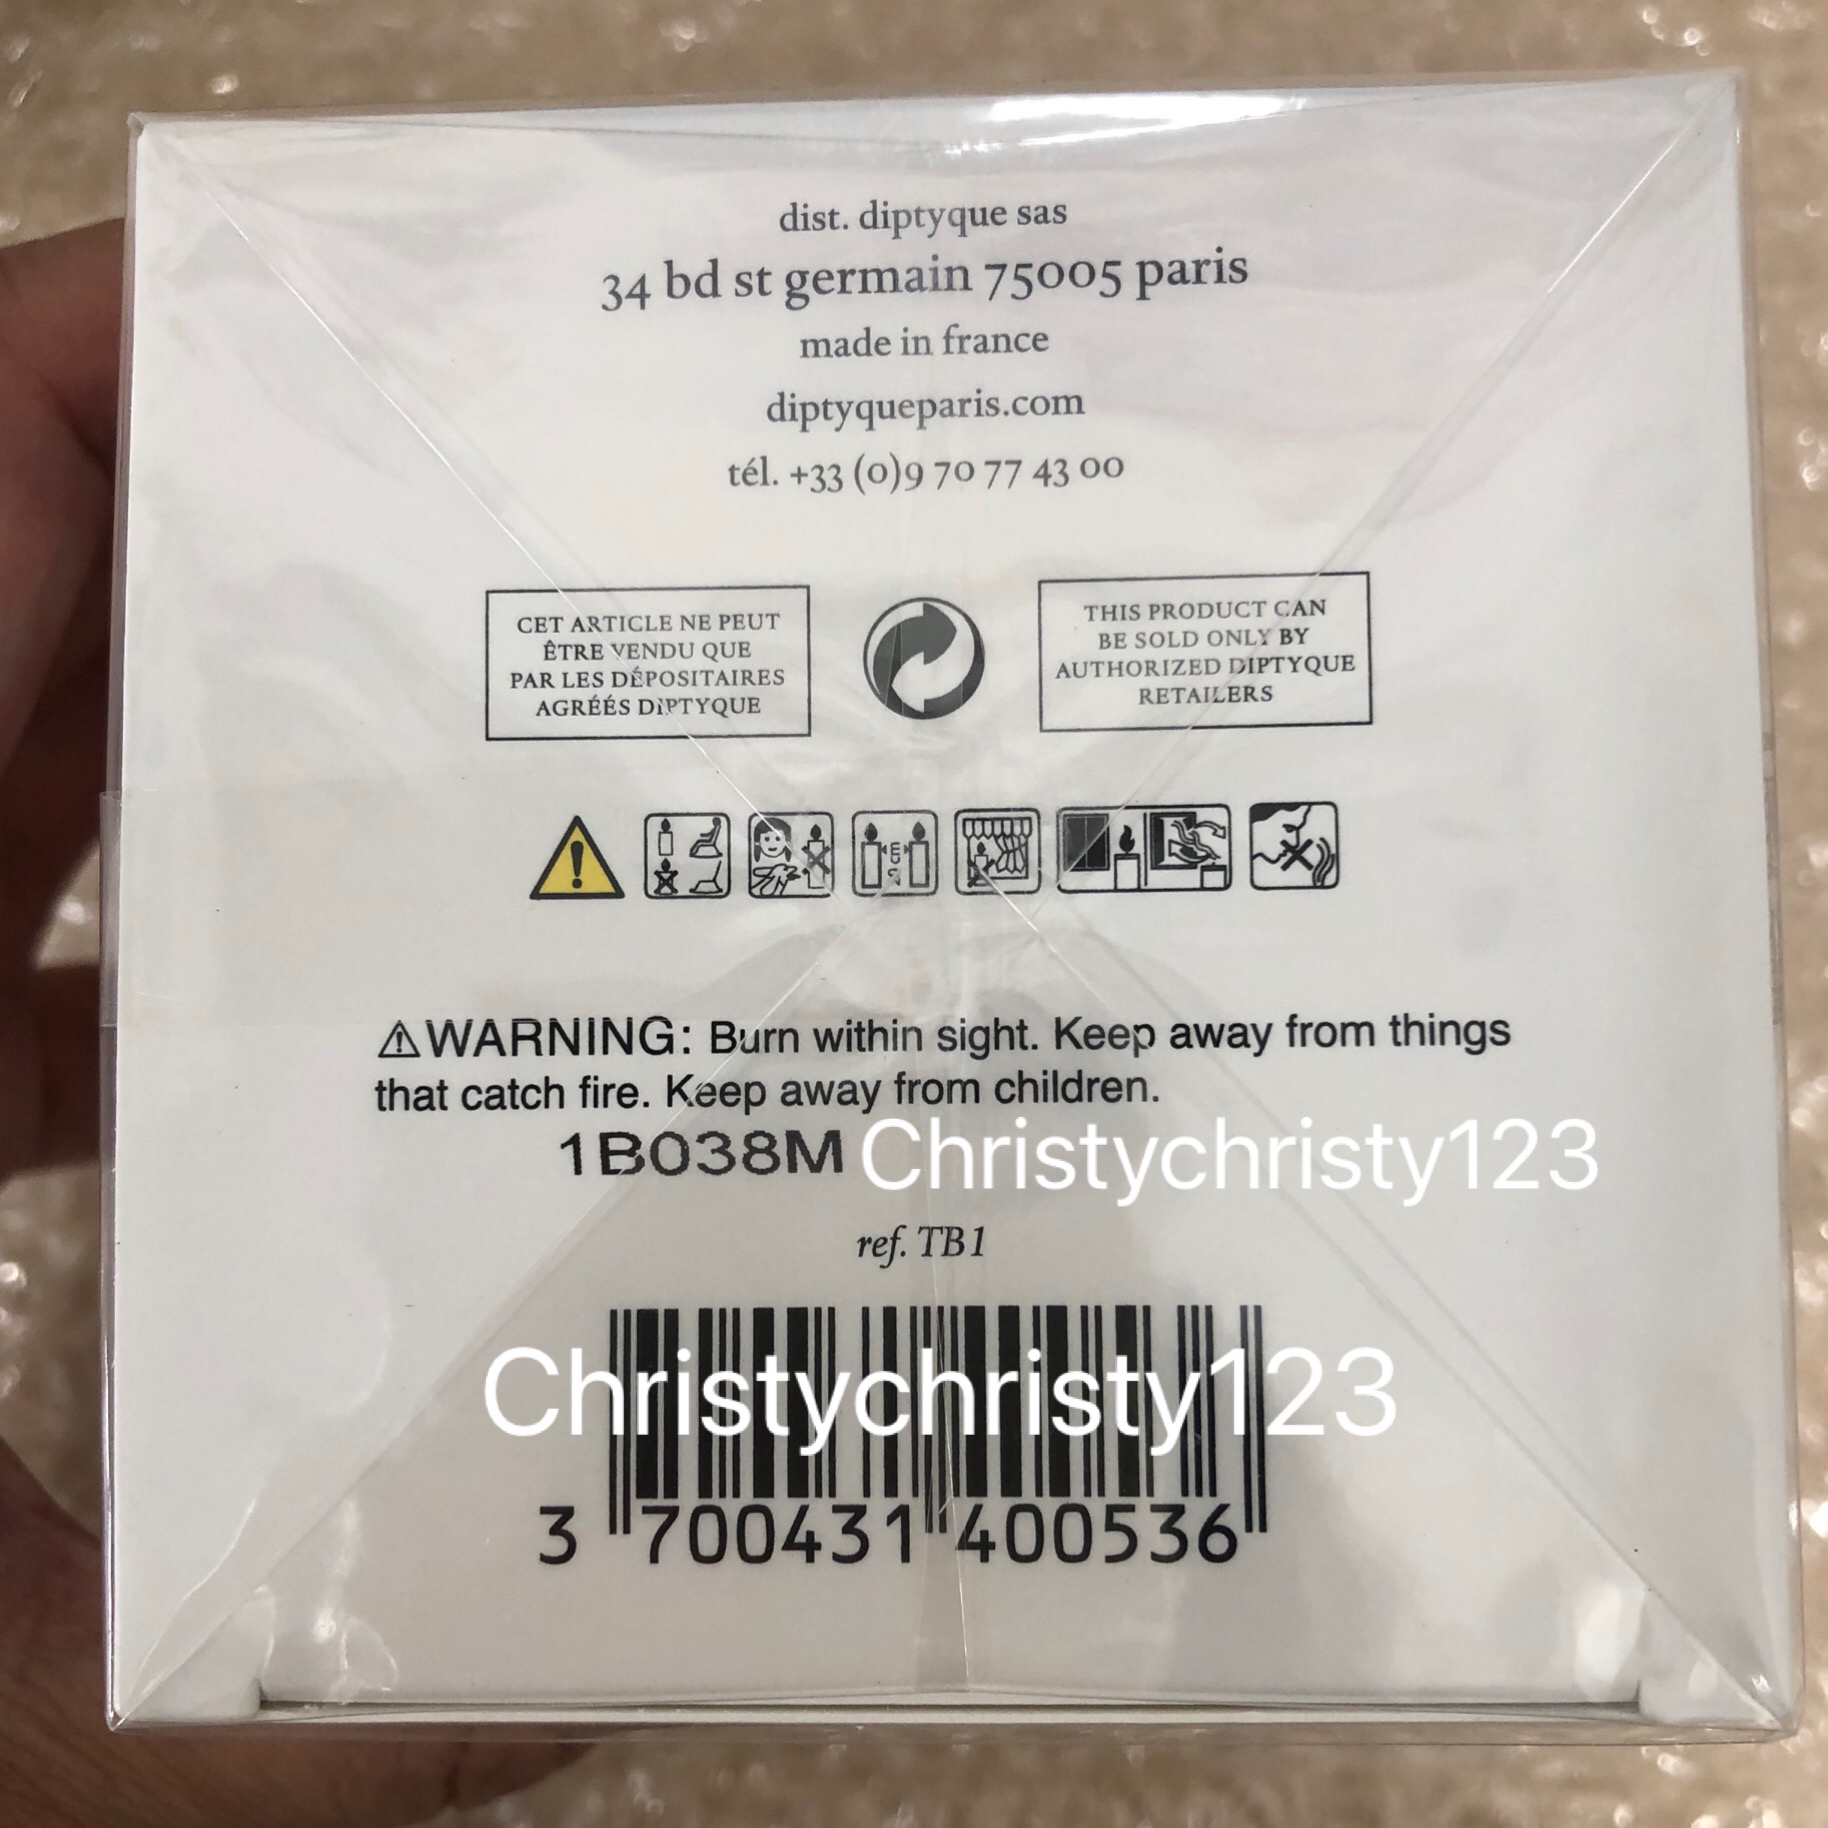 dist. diptyque sas
34 bd st germain 75005 paris
made in france
diptyqueparis.com
tél. +33 (0)9 70 77 43 00
CET ARTICLE NE PEUT
ÊTRE VENDU QUE
PAR LES DÉPOSITAIRES
AGRÉÉS DIPTYQUE
THIS PRODUCT CAN
BE SOLD ONLY BY
AUTHORIZED DIPTYQUE
RETAILERS
⚠WARNING: Burn within sight. Keep away from things
that catch fire. Keep away from children.
1B038M Christychristy123
ref. TB1
Christychristy123
3 700431 400536